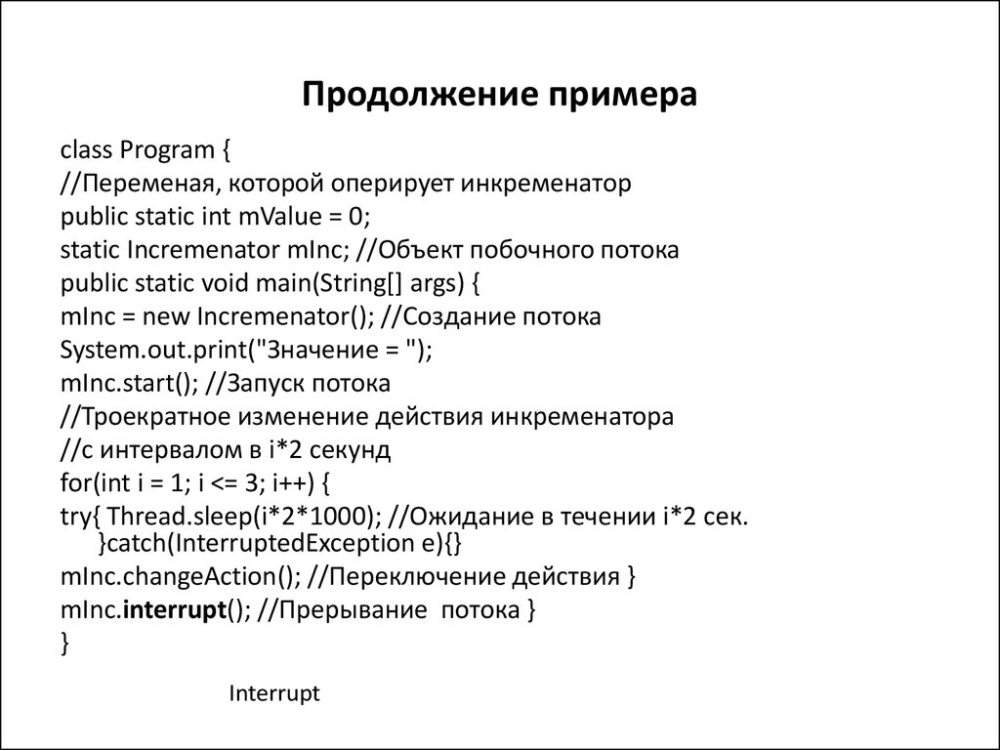 Продолжение примера
class Program {
//Переменая, которой оперирует инкременатор
public static int mValue = 0;
static Incremenator mInc; //Объект побочного потока
public static void main(String[] args) {
mInc = new Incremenator(); //Создание потока
System.out.print("Значение = ");
mInc.start(); //Запуск потока
//Троекратное изменение действия инкременатора
//с интервалом в i*2 секунд
for(int i = 1; i <= 3; i++) {
try{ Thread.sleep(i*2*1000); //Ожидание в течении i*2 сек.
}catch(InterruptedException e){}
mInc.changeAction(); //Переключение действия }
mInc.interrupt(); //Прерывание  потока }
}
Interrupt